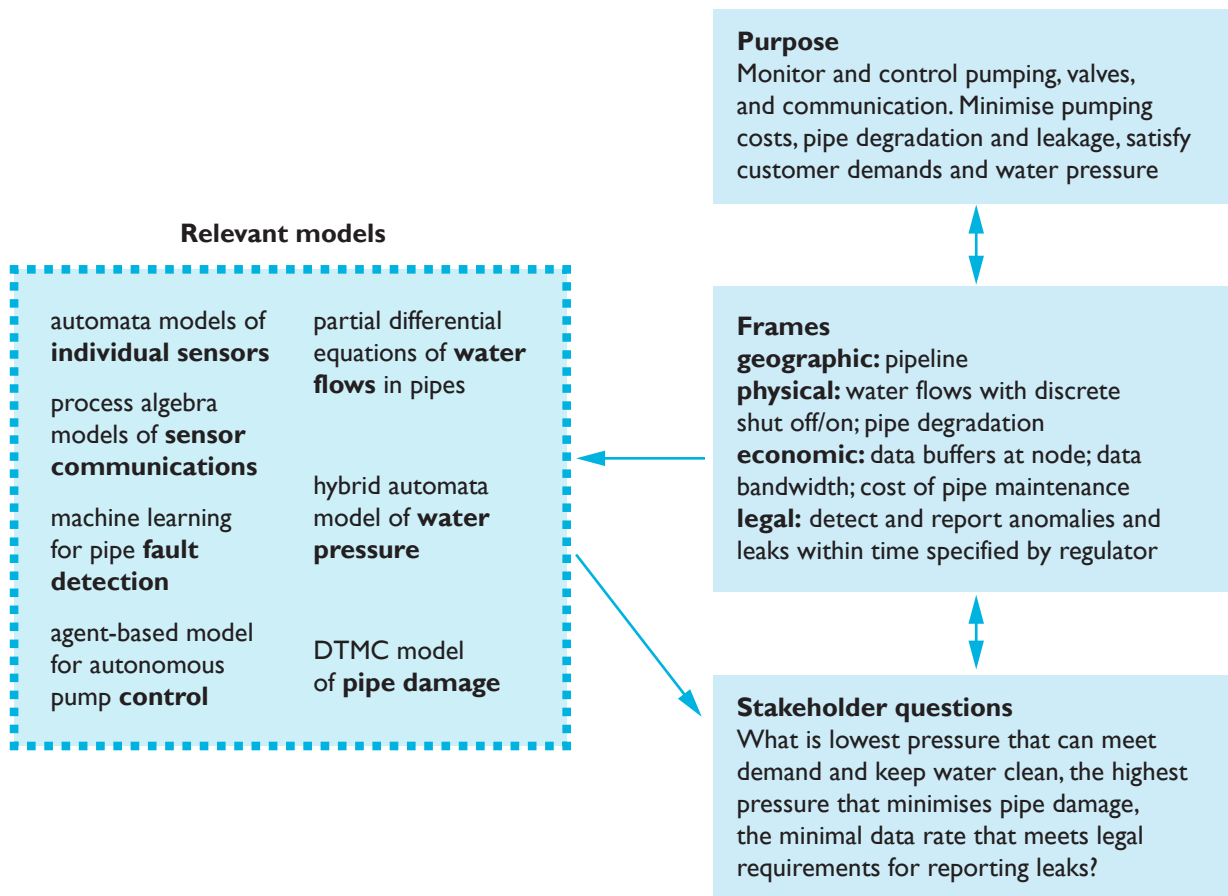 Purpose
Monitor and control pumping, valves,
and communication. Minimise pumping
costs, pipe degradation and leakage, satisfy
customer demands and water pressure
Relevant models
automata models of
individual sensors
process algebra
models of sensor
communications
machine learning
for pipe fault
detection
agent-based model
for autonomous
pump control
partial differential
equations of water
flows in pipes
hybrid automata
model of water
pressure
DTMC model
of pipe damage
Frames
geographic: pipeline
physical: water flows with discrete
shut off/on; pipe degradation
economic: data buffers at node; data
bandwidth; cost of pipe maintenance
legal: detect and report anomalies and
leaks within time specified by regulator
Stakeholder questions
What is lowest pressure that can meet
demand and keep water clean, the highest
pressure that minimises pipe damage,
the minimal data rate that meets legal
requirements for reporting leaks?